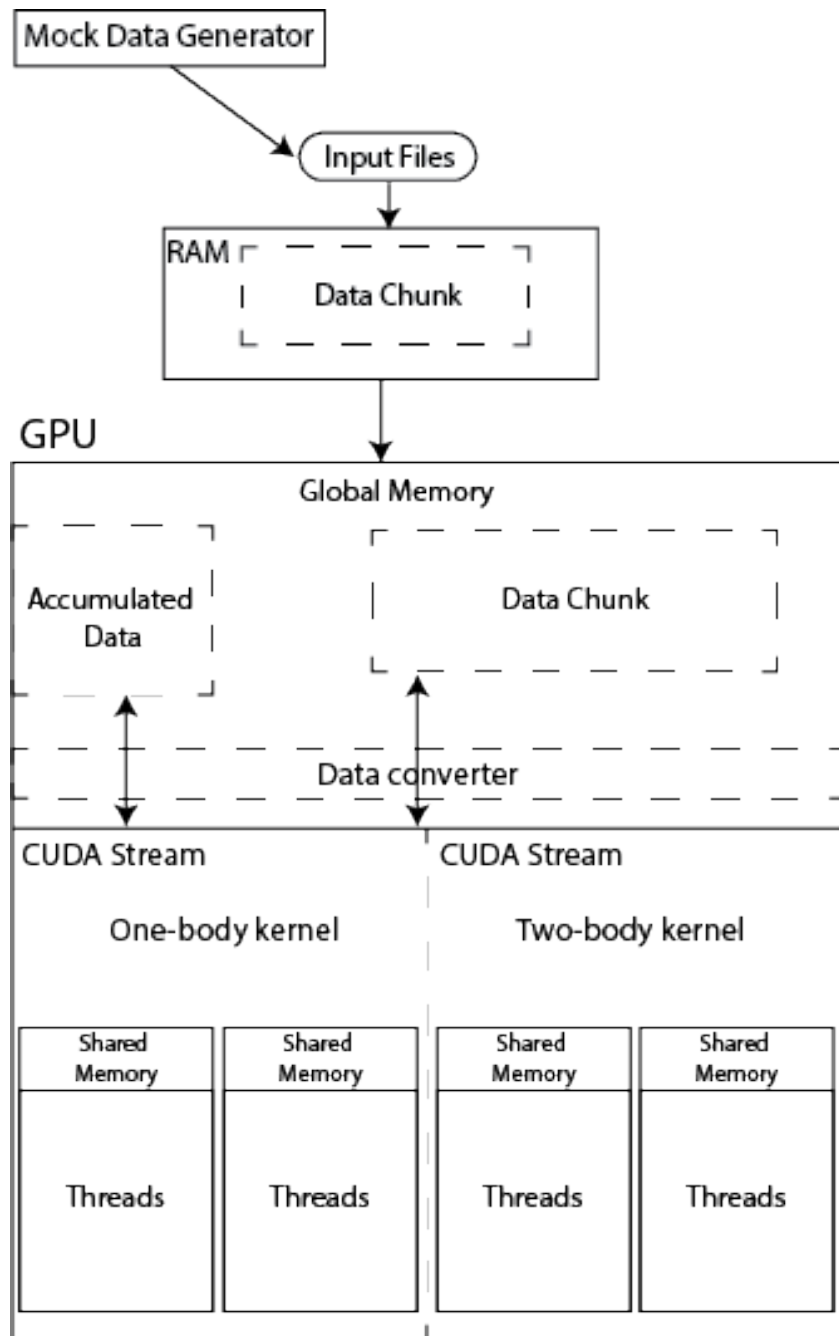 Mock Data Generator
Input Files
RAM
Data Chunk
GPU
Global Memory
Accumulated
Data
Data Chunk
Data converter
CUDA Stream
CUDA Stream
One-body kernel
Two-body kernel
Shared
Memory
Shared
Memory
Shared
Memory
Shared
Memory
Threads
Threads
Threads
Threads